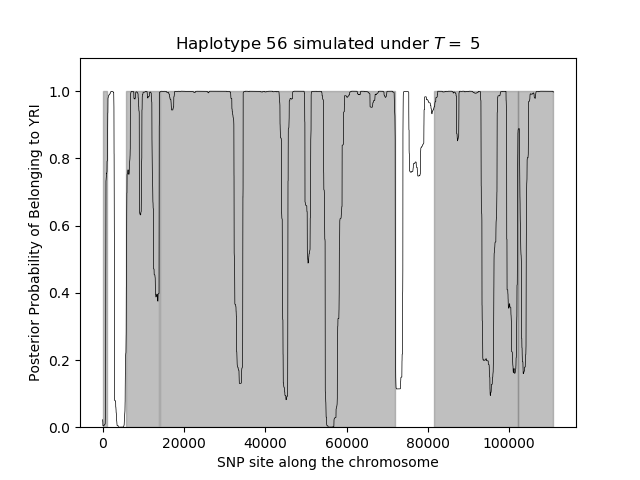 Haplotype 56 simulated under T = 5
Posterior Probability of Belonging to YRI
1.0
0.8
0.6
0.4
0.2
0.0
0 20000 40000 60000 80000 100000
SNP site along the chromosome